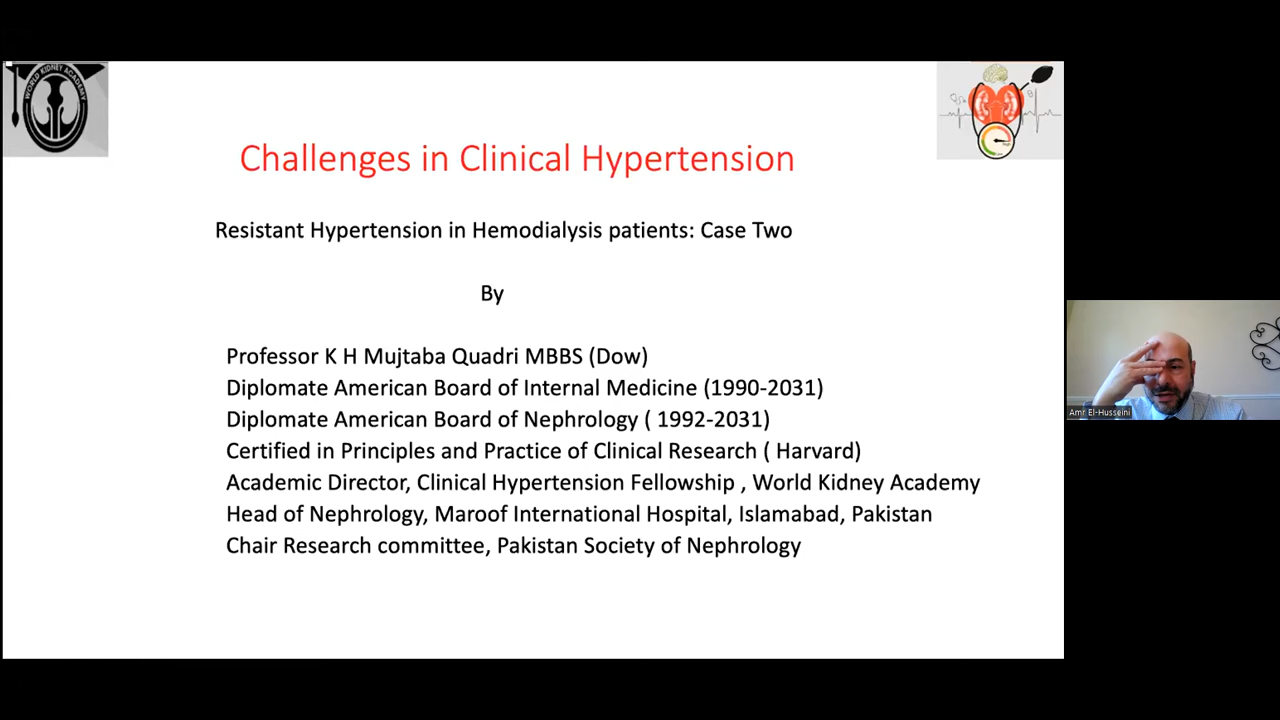 WORLD KIDNEY ACADEMY
Challenges in Clinical Hypertension
Resistant Hypertension in Hemodialysis patients: Case Two
By
Professor K H Mujtaba Quadri MBBS (Dow)
Diplomate American Board of Internal Medicine (1990-2031)
Diplomate American Board of Nephrology ( 1992-2031)
Certified in Principles and Practice of Clinical Research ( Harvard)
Academic Director, Clinical Hypertension Fellowship , World Kidney Academy
Head of Nephrology, Maroof International Hospital, Islamabad, Pakistan
Chair Research committee, Pakistan Society of Nephrology
Amr El-Husseini